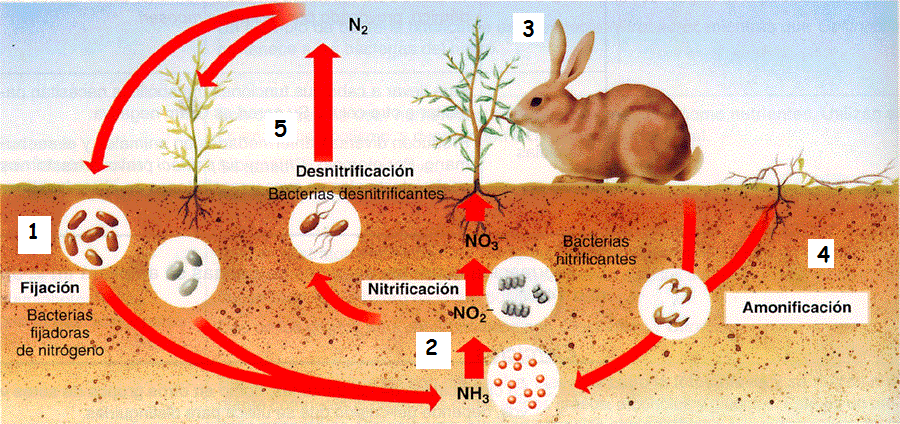 N₂
3
5
Desnitrificación
Bacterias desnitrificantes
1
NO₃⁻
Bacterias
nitrificantes
4
Fijación
Nitrificación
Amonificación
Bacterias
fijadoras
de nitrógeno
NO₂⁻
2
NH₃